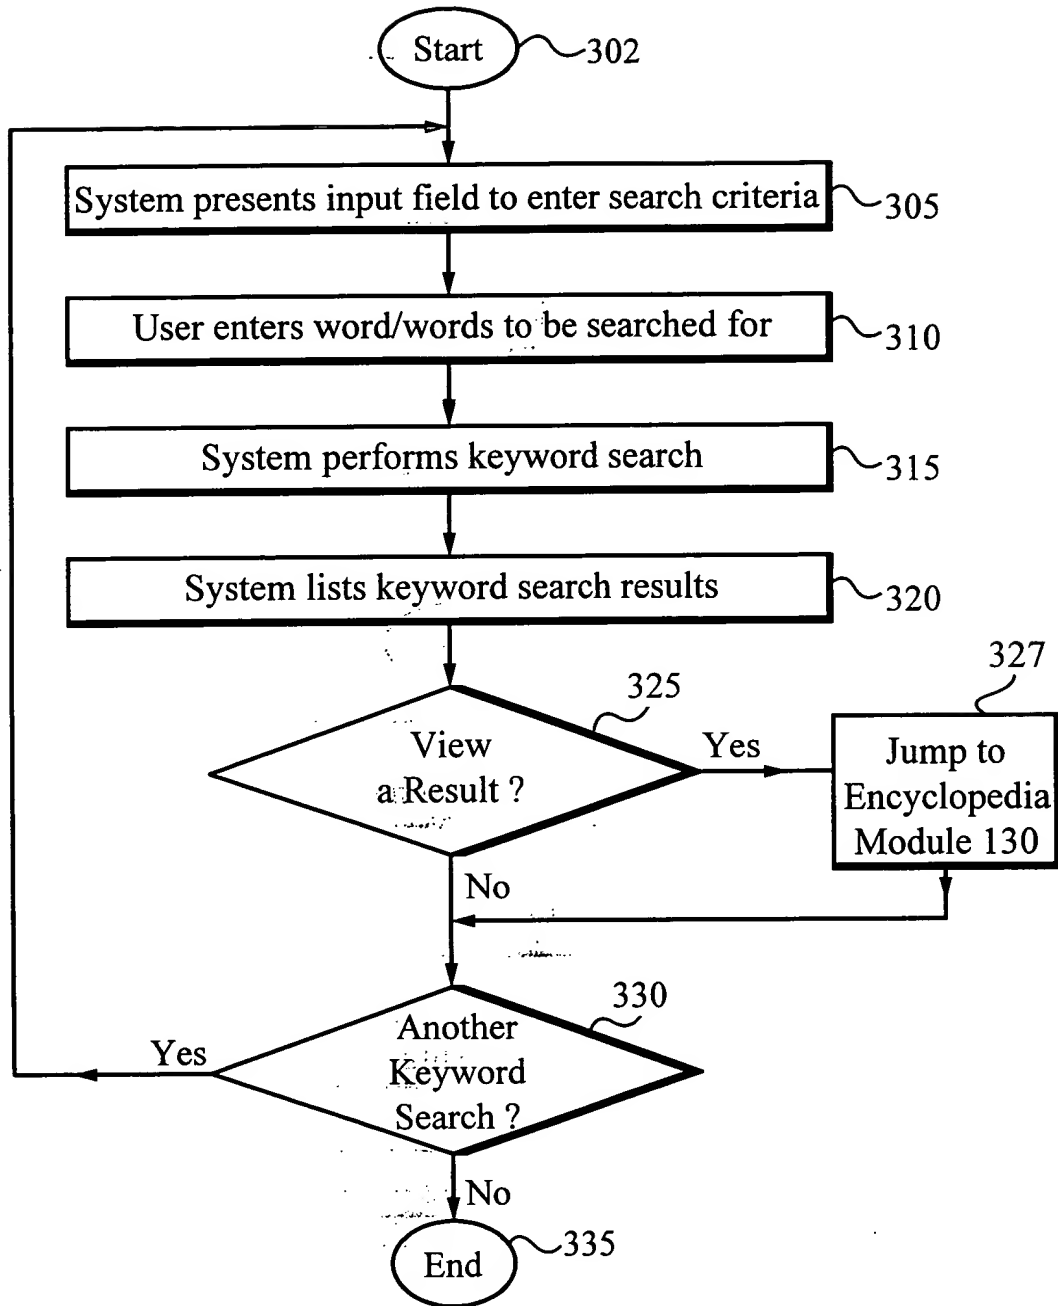 Start
302
System presents input field to enter search criteria
305
User enters word/words to be searched for
310
System performs keyword search
315
System lists keyword search results
320
325
327
View
a Result ?
Yes
Jump to
Encyclopedia
Module 130
No
330
Another
Keyword
Search ?
Yes
No
End
335